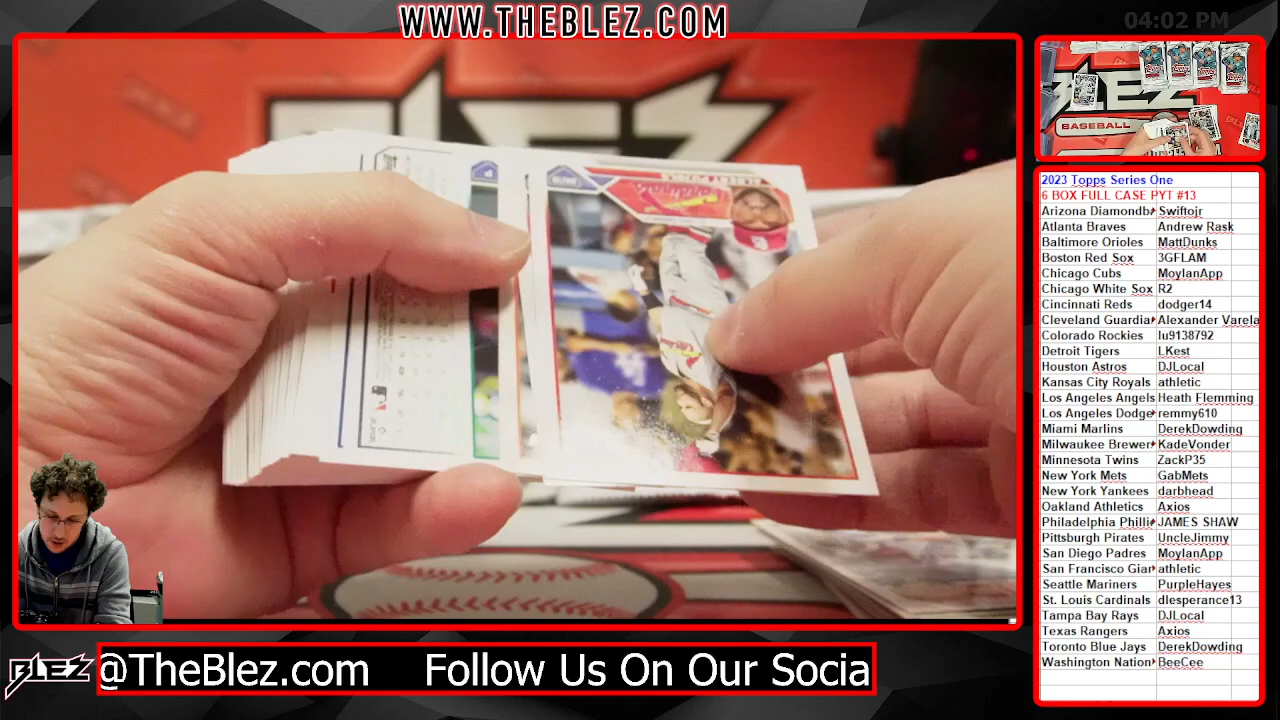 WWW.THEBLEZ.COM
04:02 PM
BASEBALL
2023 Topps Series One
6 BOX FULL CASE PYT #13
Arizona Diamondb Swiftojr
Atlanta Braves Andrew Rask
Baltimore Orioles MattDunks
Boston Red Sox 3GFLAM
Chicago Cubs MoylanApp
Chicago White Sox R2
Cincinnati Reds dodger14
Cleveland Guardia Alexander Varela
Colorado Rockies lu9138792
Detroit Tigers LKest
Houston Astros DJLocal
Kansas City Royals athletic
Los Angeles Angels Heath Flemming
Los Angeles Dodge remmy610
Miami Marlins DerekDowding
Milwaukee Brewer KadeVonder
Minnesota Twins ZackP35
New York Mets GabMets
New York Yankees darbhead
Oakland Athletics Axios
Philadelphia Philli JAMES SHAW
Pittsburgh Pirates UncleJimmy
San Diego Padres MoylanApp
San Francisco Gian athletic
Seattle Mariners PurpleHayes
St. Louis Cardinals dlesperance13
Tampa Bay Rays DJLocal
Texas Rangers Axios
Toronto Blue Jays DerekDowding
Washington Nation BeeCee
BLEZ @TheBlez.com Follow Us On Our Socia